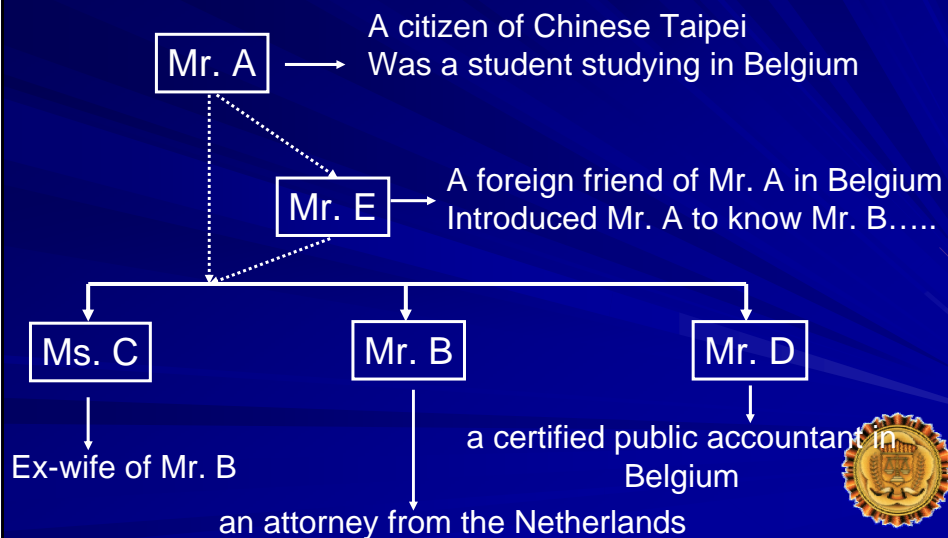 A citizen of Chinese Taipei
Mr. A
Was a student studying in Belgium
A foreign friend of Mr. A in Belgium
Mr. E
Introduced Mr. A to know Mr. B.....
Ms. C
Mr. B
Mr. D
a certified public accountant in
Belgium
Ex-wife of Mr. B
an attorney from the Netherlands